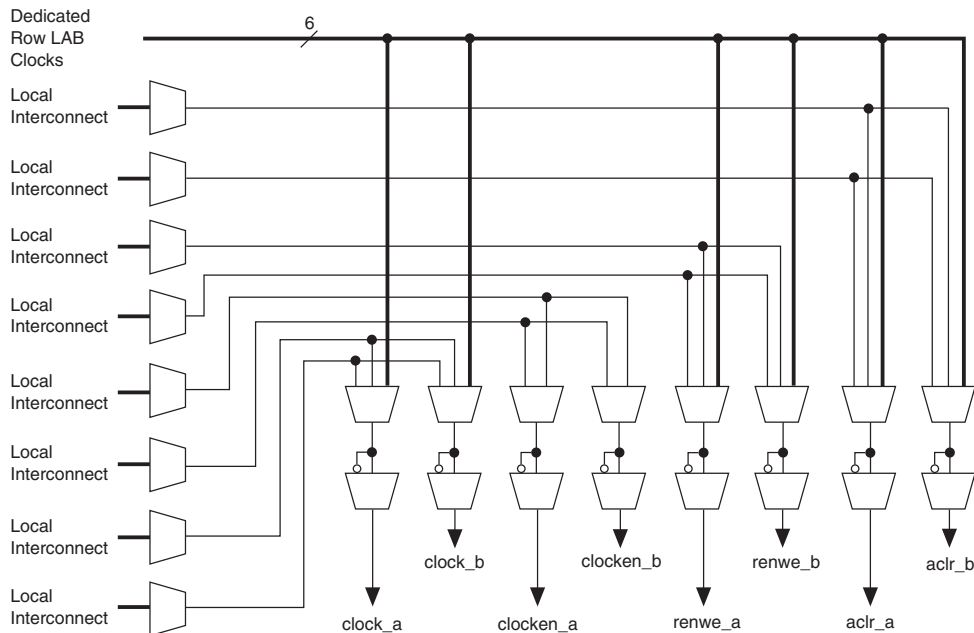 Dedicated
Row LAB
Clocks
6
Local
Interconnect
Local
Interconnect
Local
Interconnect
Local
Interconnect
Local
Interconnect
Local
Interconnect
Local
Interconnect
Local
Interconnect
clock_b
clocken_b
renwe_b
aclr_b
clock_a
clocken_a
renwe_a
aclr_a